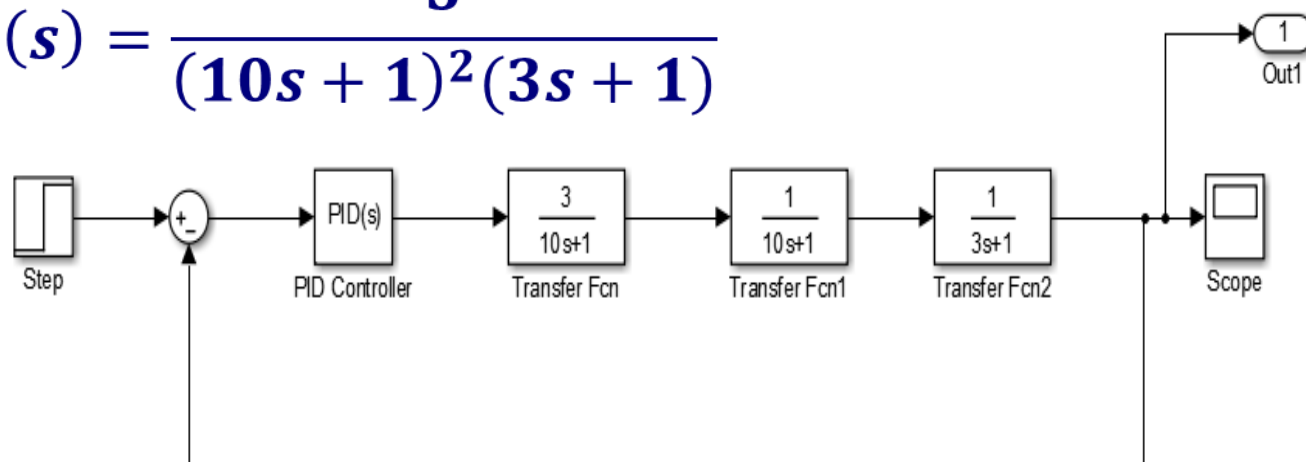 (s) = 3 / (10s + 1)²(3s + 1)
1
Out1
+
−
PID(s)
3
10s+1
1
10s+1
1
3s+1
Step
PID Controller
Transfer Fcn
Transfer Fcn1
Transfer Fcn2
Scope